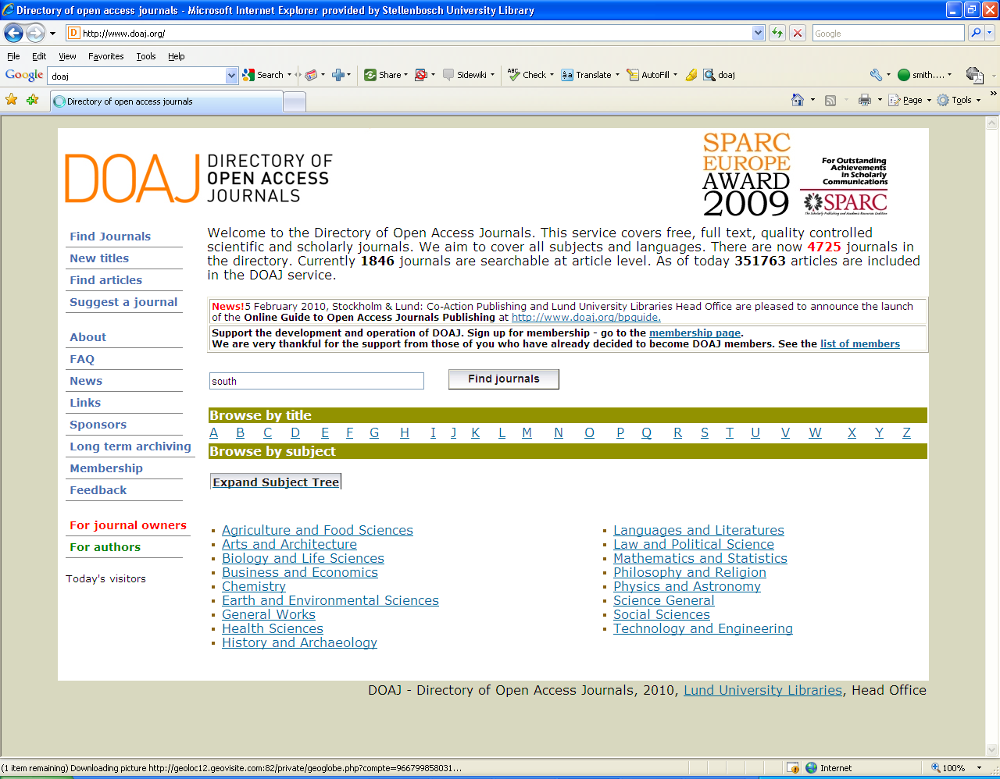 Directory of open access journals - Microsoft Internet Explorer provided by Stellenbosch University Library
http://www.doaj.org/
Google
File Edit View Favorites Tools Help
Google doaj Search Share Sidewiki Check Translate AutoFill doaj smith....
Directory of open access journals
Page Tools
DOAJ DIRECTORY OF OPEN ACCESS JOURNALS
SPARC
EUROPE
AWARD
2009
For Outstanding
Achievements
in Scholarly
Communications
SPARC
The Scholarly Publishing and Academic Resources Coalition
Find Journals
New titles
Find articles
Suggest a journal
About
FAQ
News
Links
Sponsors
Long term archiving
Membership
Feedback
For journal owners
For authors
Today's visitors
Welcome to the Directory of Open Access Journals. This service covers free, full text, quality controlled
scientific and scholarly journals. We aim to cover all subjects and languages. There are now 4725 journals in
the directory. Currently 1846 journals are searchable at article level. As of today 351763 articles are included
in the DOAJ service.
News!5 February 2010, Stockholm & Lund: Co-Action Publishing and Lund University Libraries Head Office are pleased to announce the launch
of the Online Guide to Open Access Journals Publishing at http://www.doaj.org/bpguide.
Support the development and operation of DOAJ. Sign up for membership - go to the membership page.
We are very thankful for the support from those of you who have already decided to become DOAJ members. See the list of members
south Find journals
Browse by title
A B C D E F G H I J K L M N O P Q R S T U V W X Y Z
Browse by subject
Expand Subject Tree
Agriculture and Food Sciences
Arts and Architecture
Biology and Life Sciences
Business and Economics
Chemistry
Earth and Environmental Sciences
General Works
Health Sciences
History and Archaeology
Languages and Literatures
Law and Political Science
Mathematics and Statistics
Philosophy and Religion
Physics and Astronomy
Science General
Social Sciences
Technology and Engineering
DOAJ - Directory of Open Access Journals, 2010, Lund University Libraries, Head Office
(1 item remaining) Downloading picture http://geoloc12.geovisite.com:82/private/geoglobe.php?compte=966799858031... Internet 100%